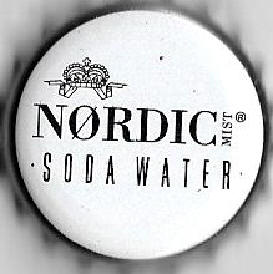 NØRDIC MIST®
· SODA WATER ·